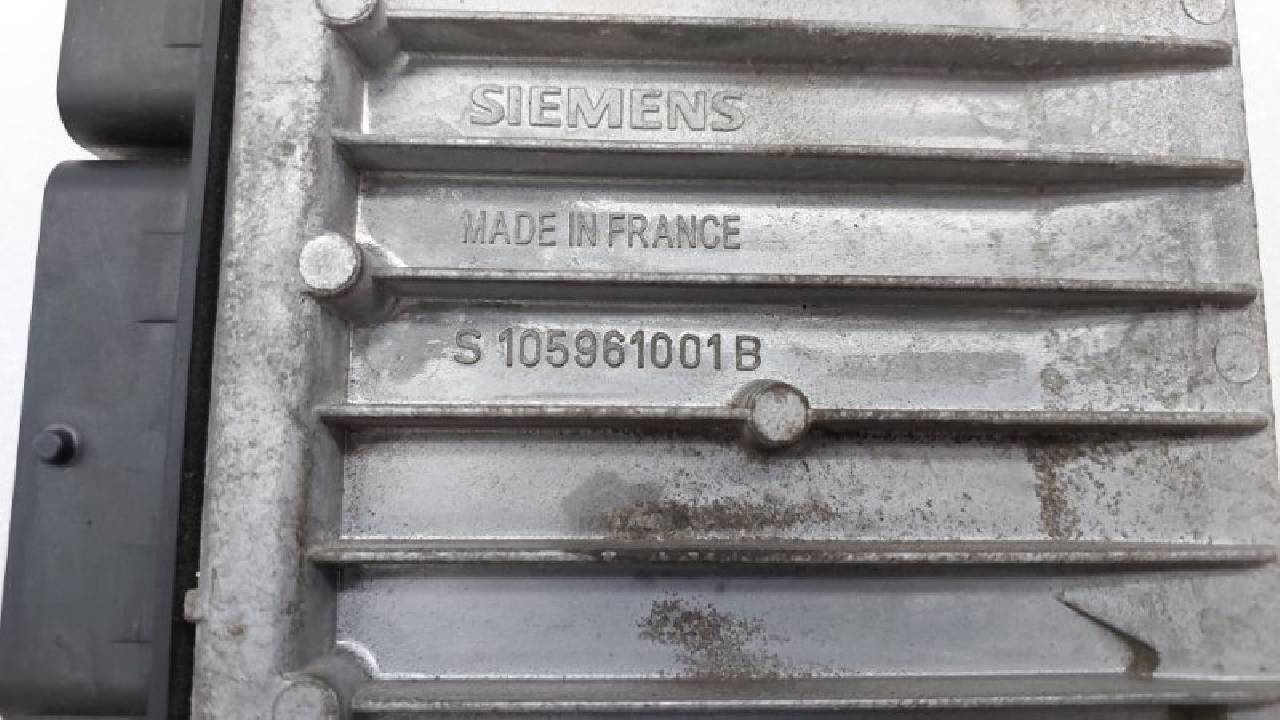 SIEMENS
MADE IN FRANCE
S 105961001 B